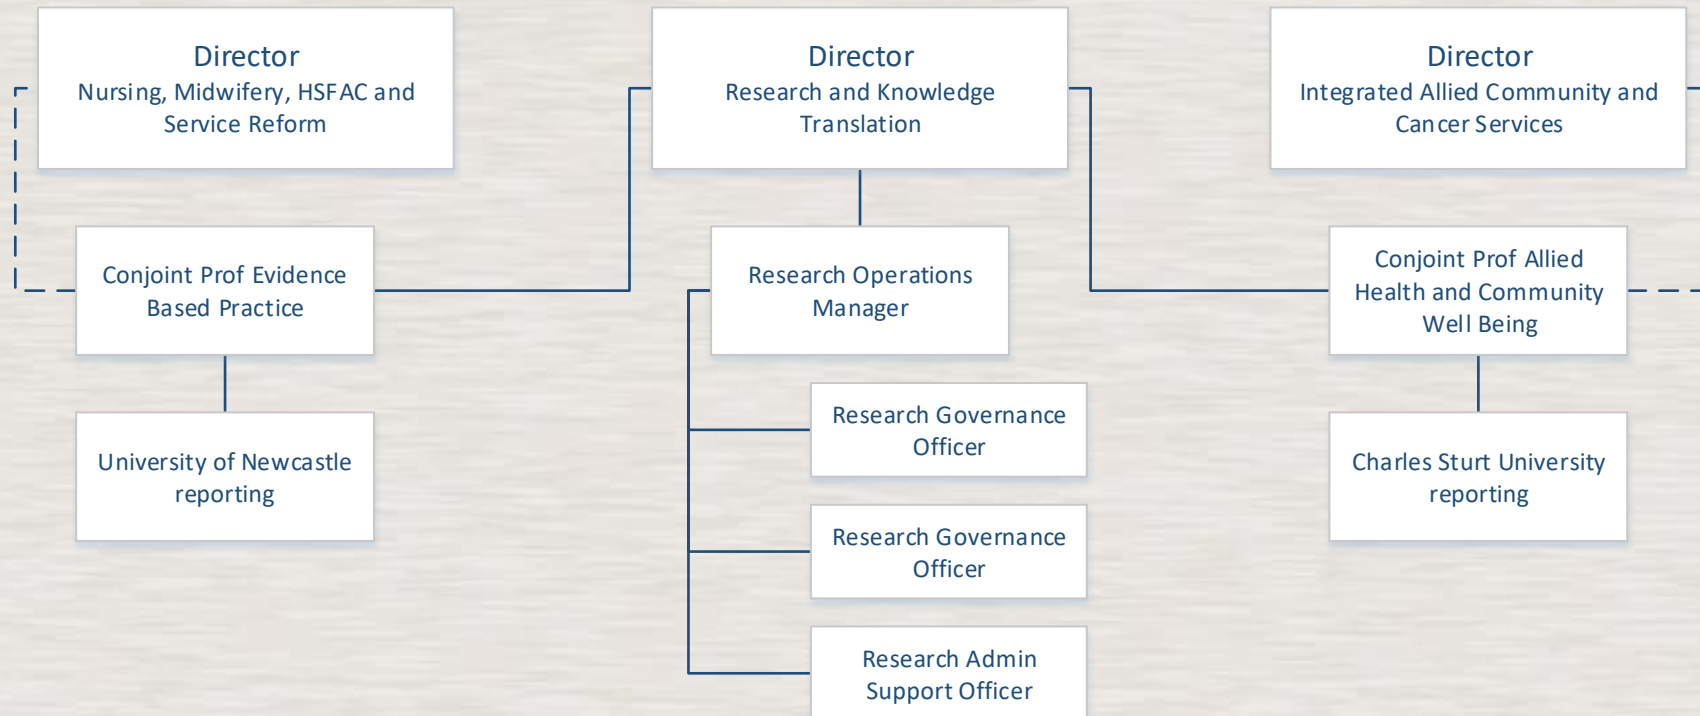 Director
Nursing, Midwifery, HSFAC and
Service Reform
Director
Research and Knowledge
Translation
Director
Integrated Allied Community and
Cancer Services
Conjoint Prof Evidence
Based Practice
Research Operations
Manager
Conjoint Prof Allied
Health and Community
Well Being
University of Newcastle
reporting
Research Governance
Officer
Charles Sturt University
reporting
Research Governance
Officer
Research Admin
Support Officer